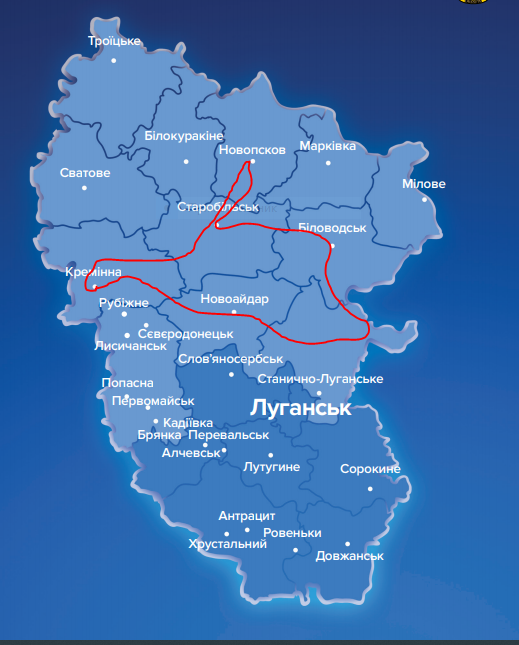 Троїцьке
Білокуракіне
Новопсков
Марківка
Сватове
Мілове
Старобільськ
Біловодськ
Кремінна
Рубіжне
Новоайдар
Сєвєродонецьк
Лисичанськ
Слов'яносербськ
Попасна
Станично-Луганське
Первомайськ
Луганськ
Кадіївка
Брянка Перевальськ
Алчевськ
Лутугине
Сорокине
Антрацит
Ровеньки
Хрустальний
Довжанськ